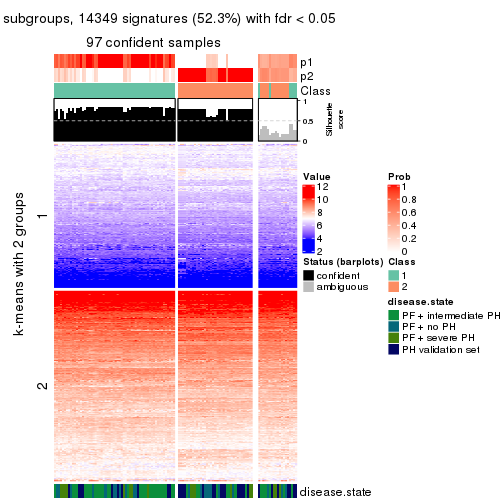 subgroups, 14349 signatures (52.3%) with fdr < 0.05
97 confident samples
p1
p2
Class
1
0.5
0
Silhouette
score
k-means with 2 groups
1
2
Value
12
10
8
6
4
2
Prob
1
0.8
0.6
0.4
0.2
0
Status (barplots)
confident
ambiguous
Class
1
2
disease.state
PF + intermediate PH
PF + no PH
PF + severe PH
PH validation set
disease.state